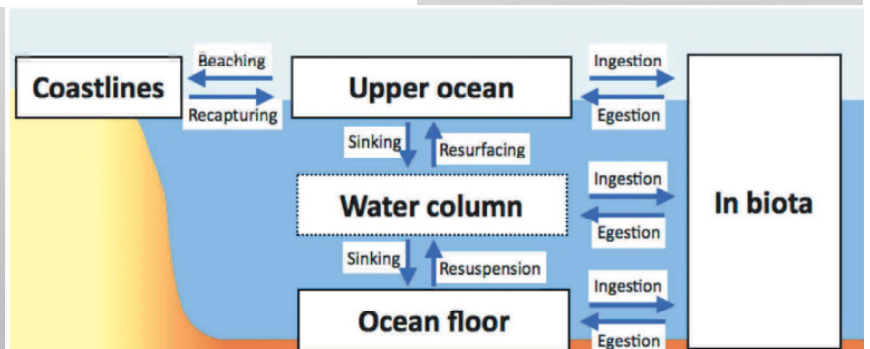 Beaching
Coastlines
Recapturing
Upper ocean
Ingestion
Egestion
Sinking
Resurfacing
Water column
Ingestion
Egestion
In biota
Sinking
Resuspension
Ocean floor
Ingestion
Egestion